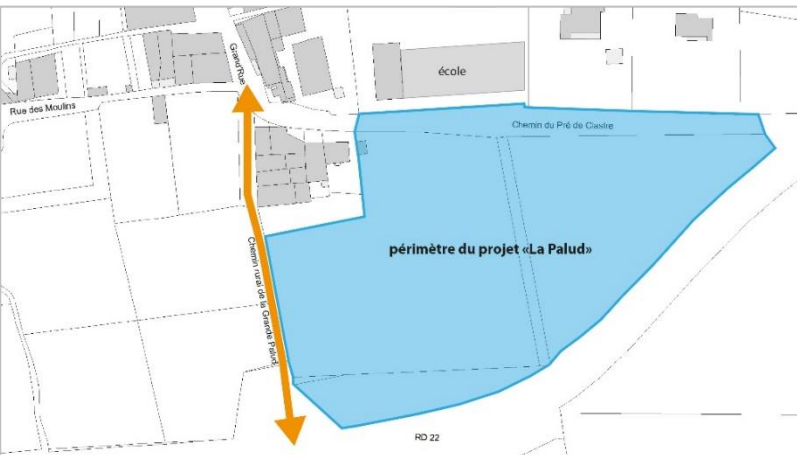 Grand'Rue
école
Rue des Moulins
Chemin du Pré de Clastre
périmètre du projet «La Palud»
Chemin rural de la Grande Palud
RD 22